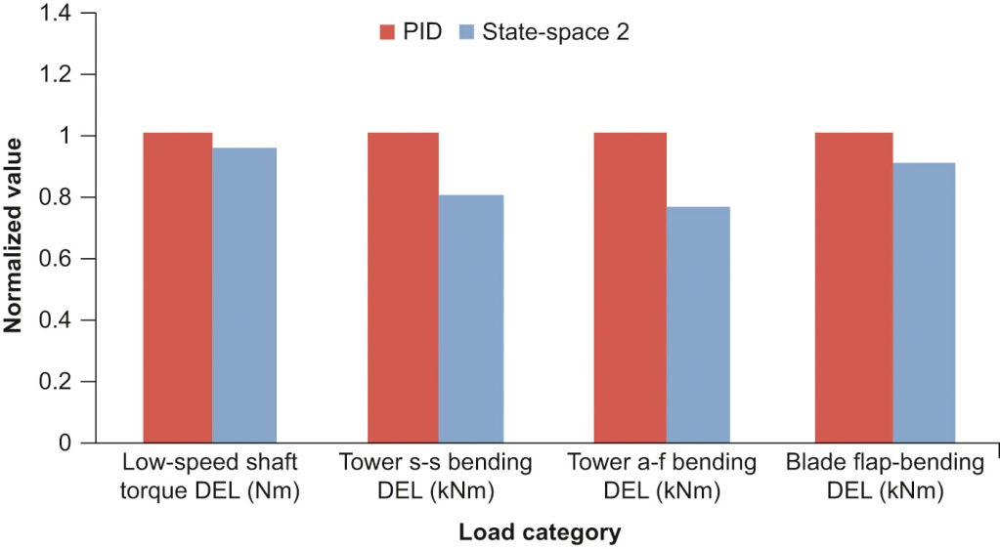 1.4
PID State-space 2
1.2
1
0.8
0.6
0.4
0.2
0
Normalized value
Low-speed shaft
torque DEL (Nm)
Tower s-s bending
DEL (kNm)
Tower a-f bending
DEL (kNm)
Blade flap-bending
DEL (kNm)
Load category